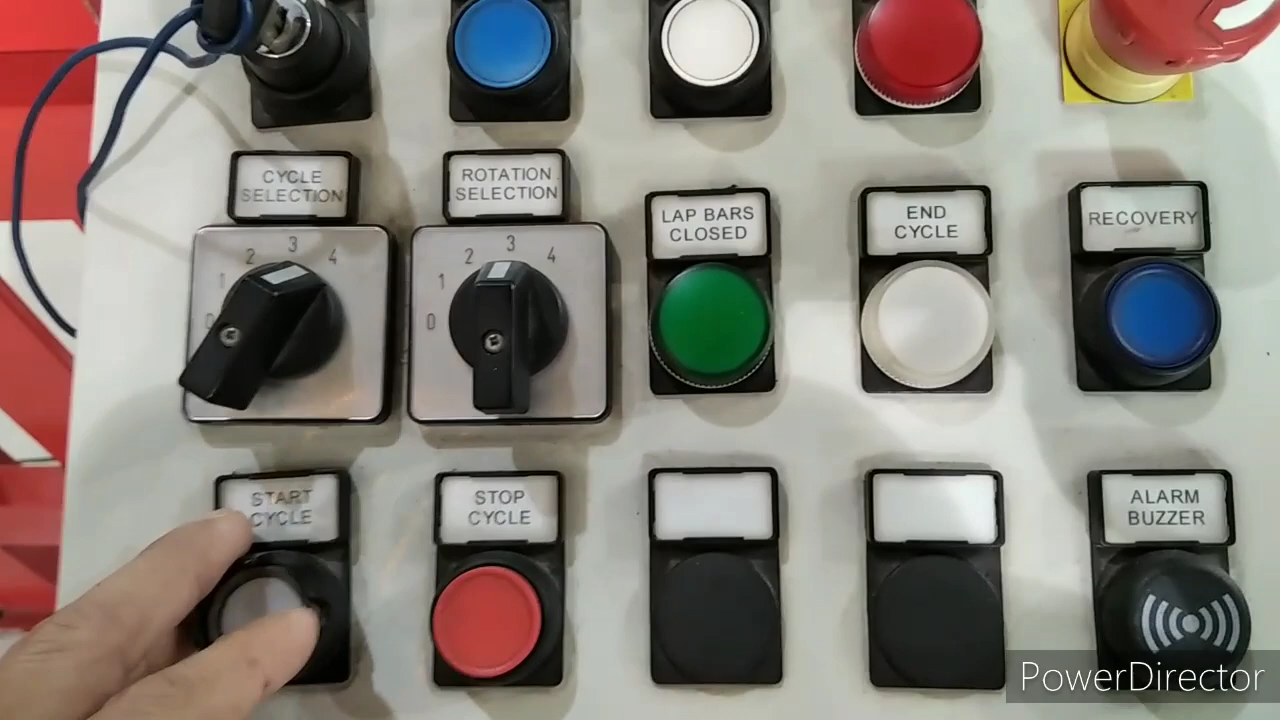 CYCLE
SELECTION
ROTATION
SELECTION
LAP BARS
CLOSED
END
CYCLE
RECOVERY
0 1 2 3 4
0 1 2 3 4
START
CYCLE
STOP
CYCLE
ALARM
BUZZER
PowerDirector